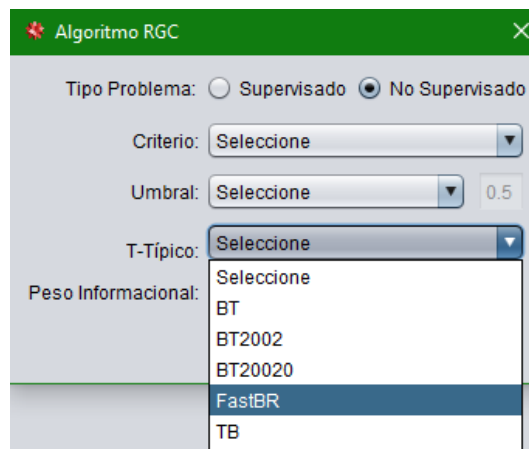 Algoritmo RGC
Tipo Problema: Supervisado No Supervisado
Criterio: Seleccione
Umbral: Seleccione 0.5
T-Típico: Seleccione
Seleccione
Peso Informacional:
BT
BT2002
BT20020
FastBR
TB